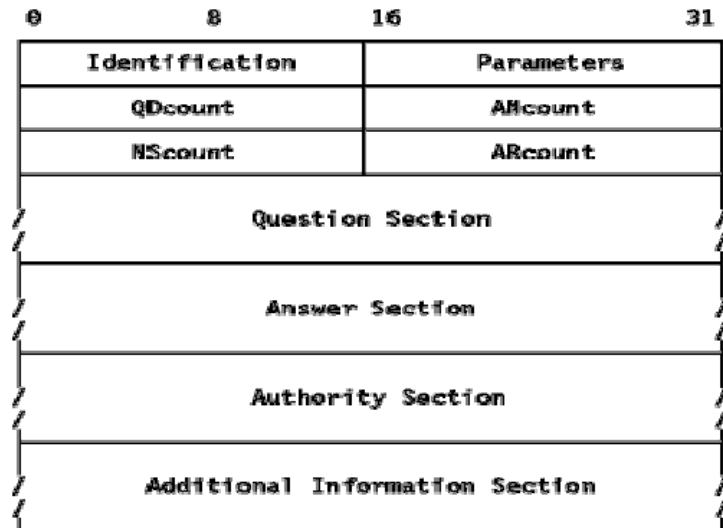 0 8 16 31
Identification Parameters
QDcount ANcount
NScount ARcount
Question Section
Answer Section
Authority Section
Additional Information Section